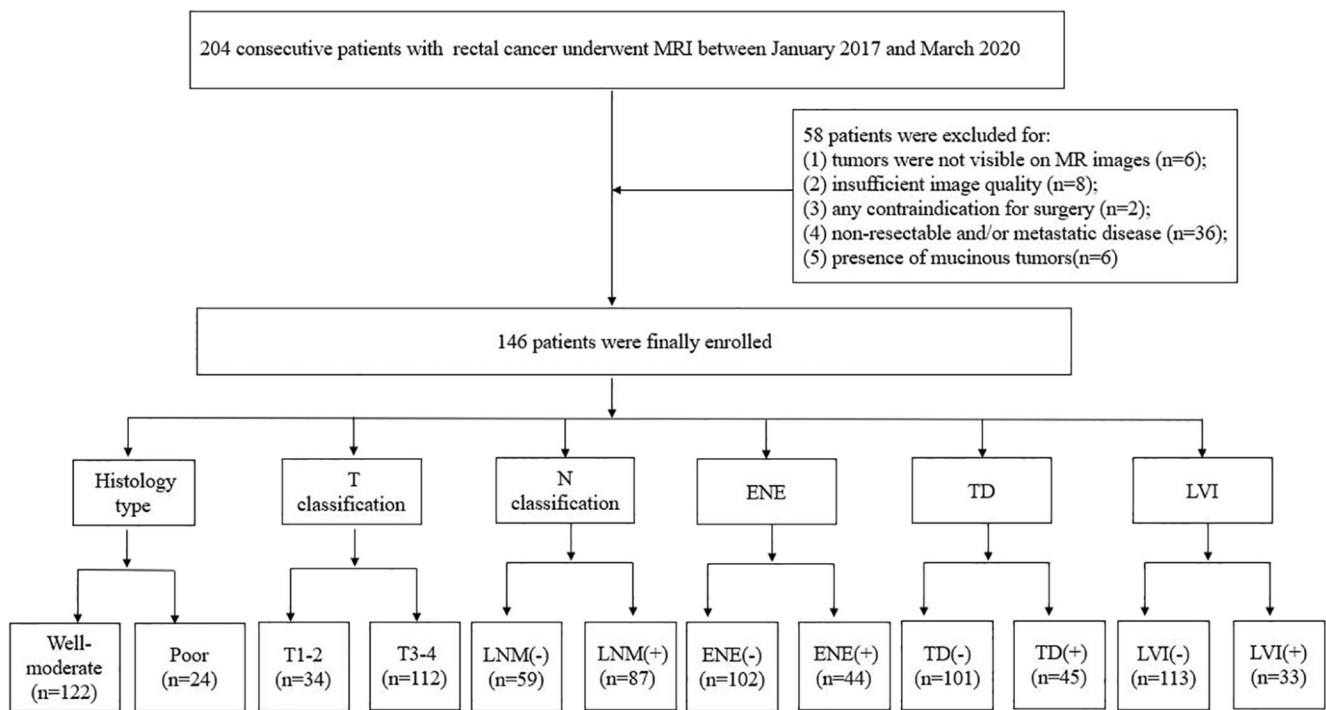 204 consecutive patients with rectal cancer underwent MRI between January 2017 and March 2020
58 patients were excluded for:
(1) tumors were not visible on MR images (n=6);
(2) insufficient image quality (n=8);
(3) any contraindication for surgery (n=2);
(4) non-resectable and/or metastatic disease (n=36);
(5) presence of mucinous tumors(n=6)
146 patients were finally enrolled
Histology
type
T
classification
N
classification
ENE
TD
LVI
Well-
moderate
(n=122)
Poor
(n=24)
T1-2
(n=34)
T3-4
(n=112)
LNM(-)
(n=59)
LNM(+)
(n=87)
ENE(-)
(n=102)
ENE(+)
(n=44)
TD(-)
(n=101)
TD(+)
(n=45)
LVI(-)
(n=113)
LVI(+)
(n=33)